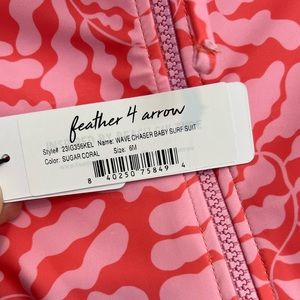 feather 4 arrow
Style# 23IG356KEL Name: WAVE CHASER BABY SURF SUIT
Color: SUGAR CORAL Size: 6M
8 40250 75849 4